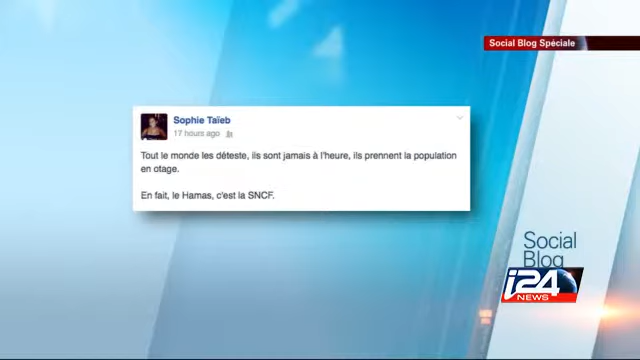 Social Blog Spéciale
Sophie Taïeb
17 hours ago
Tout le monde les déteste, ils sont jamais à l'heure, ils prennent la population
en otage.
En fait, le Hamas, c'est la SNCF.
Social
Blog
i24
NEWS